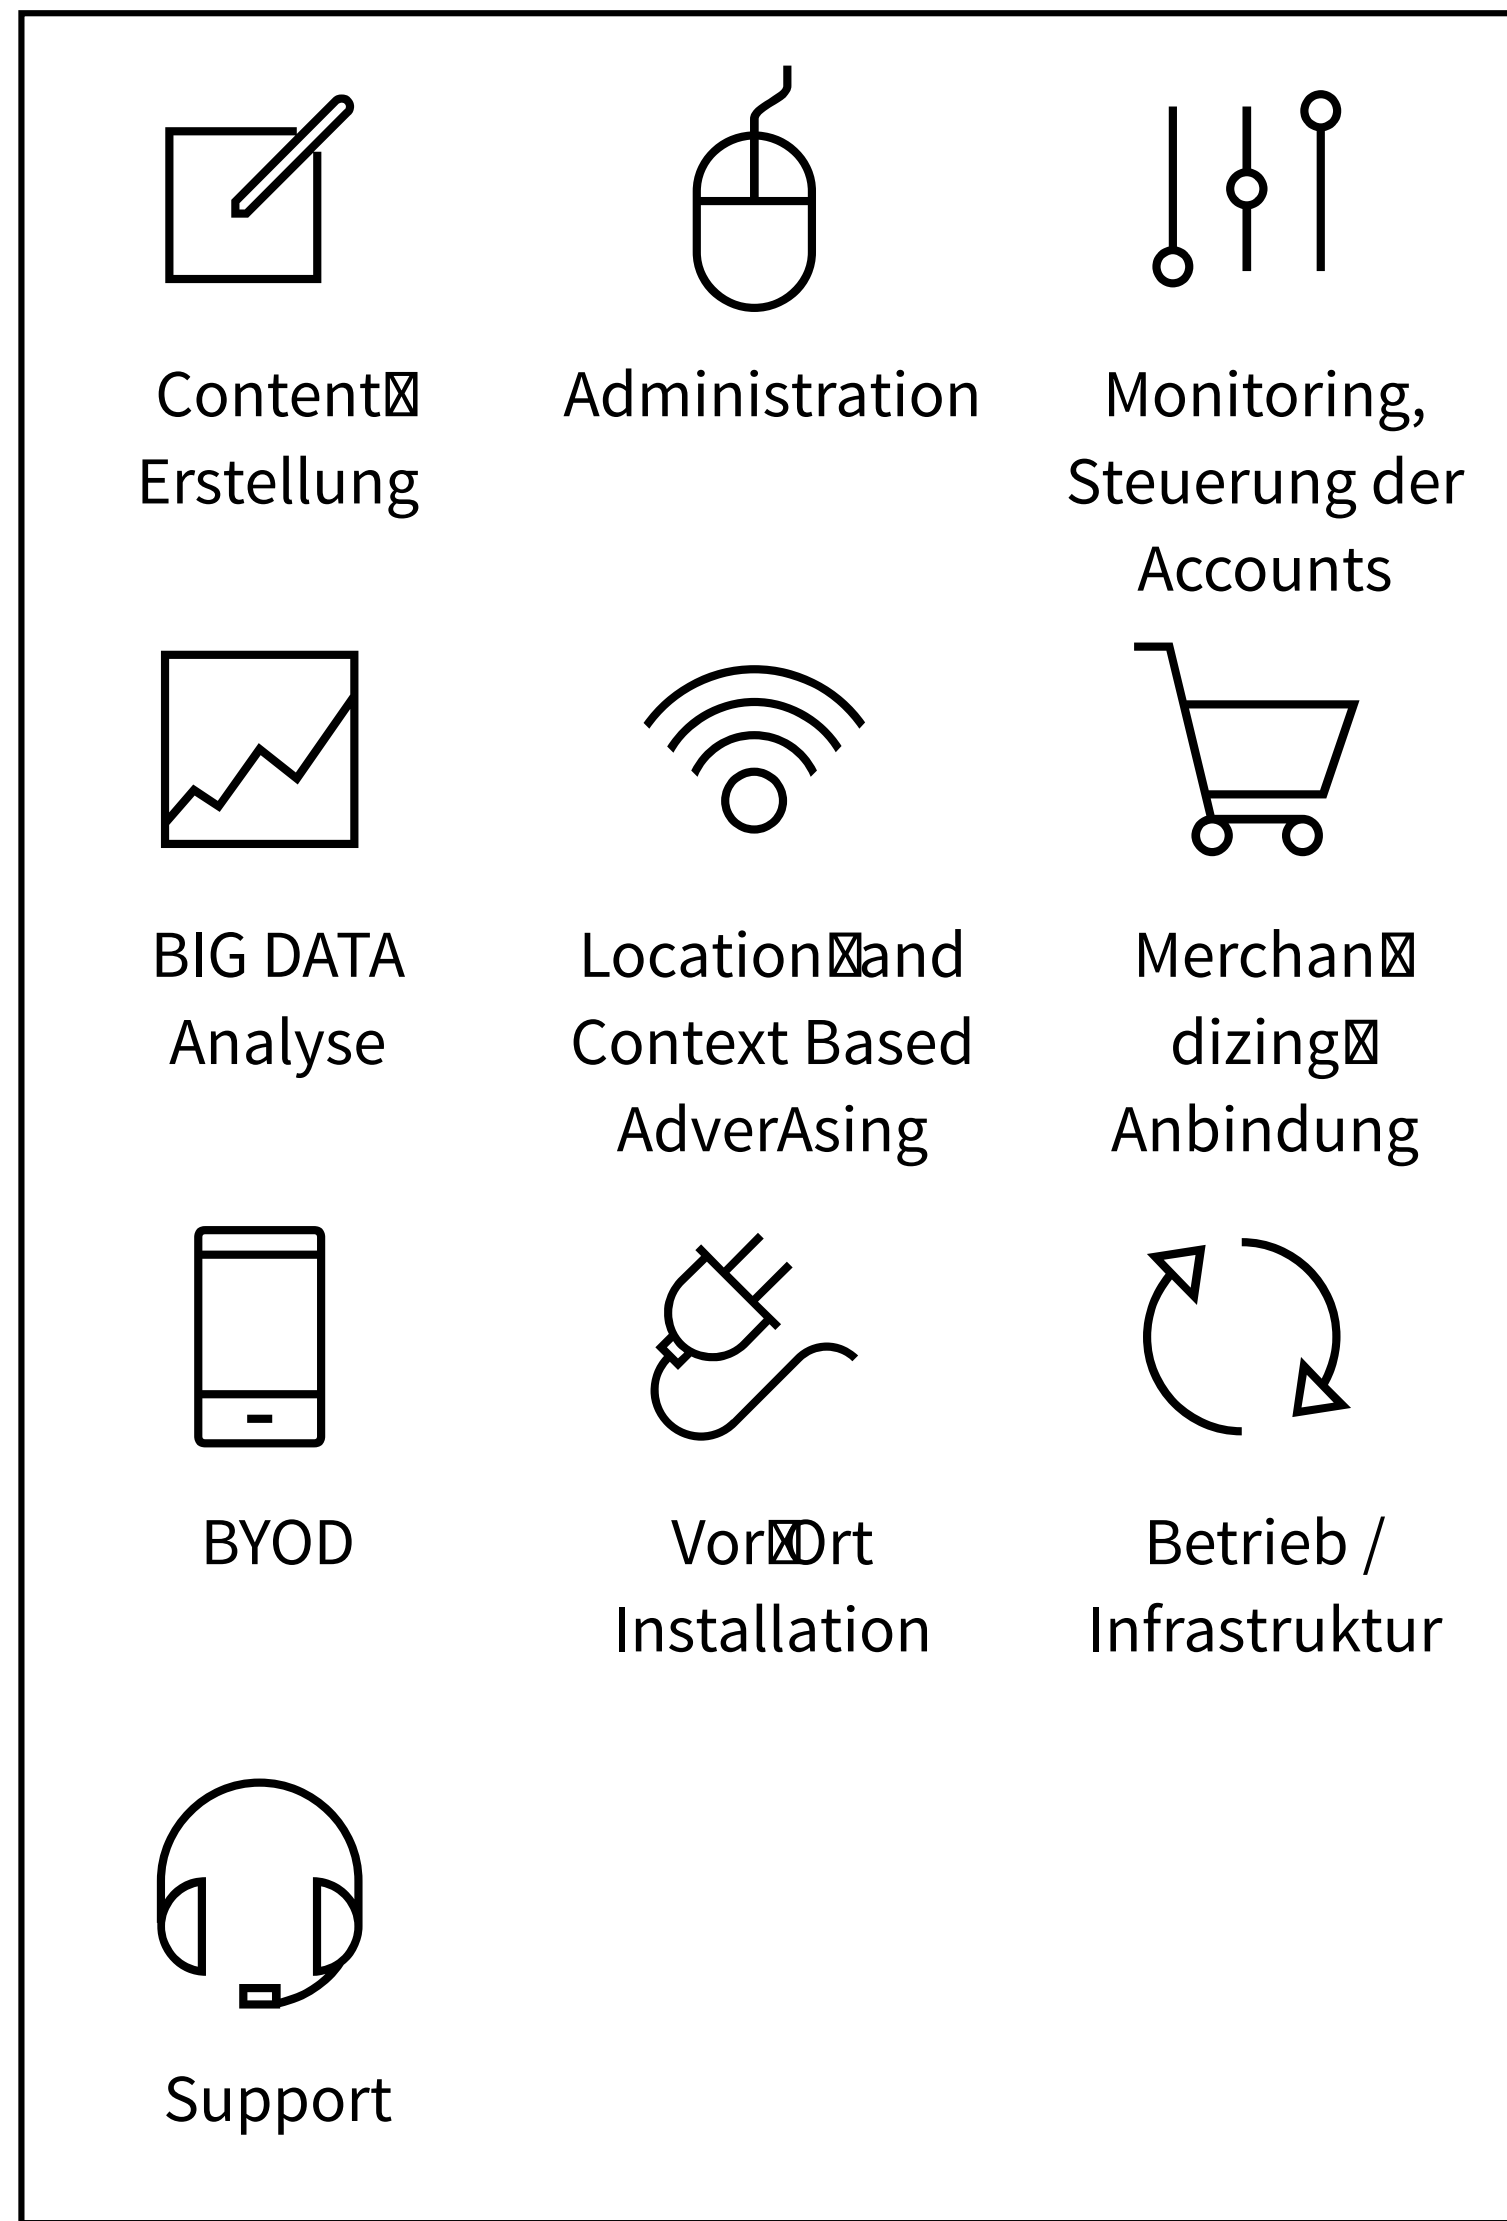 Content☒
Erstellung
Administration
Monitoring,
Steuerung der
Accounts
BIG DATA
Analyse
Location☒and
Context Based
AdverAsing
Merchan☒
dizing☒
Anbindung
BYOD
Vor☒Ort
Installation
Betrieb /
Infrastruktur
Support